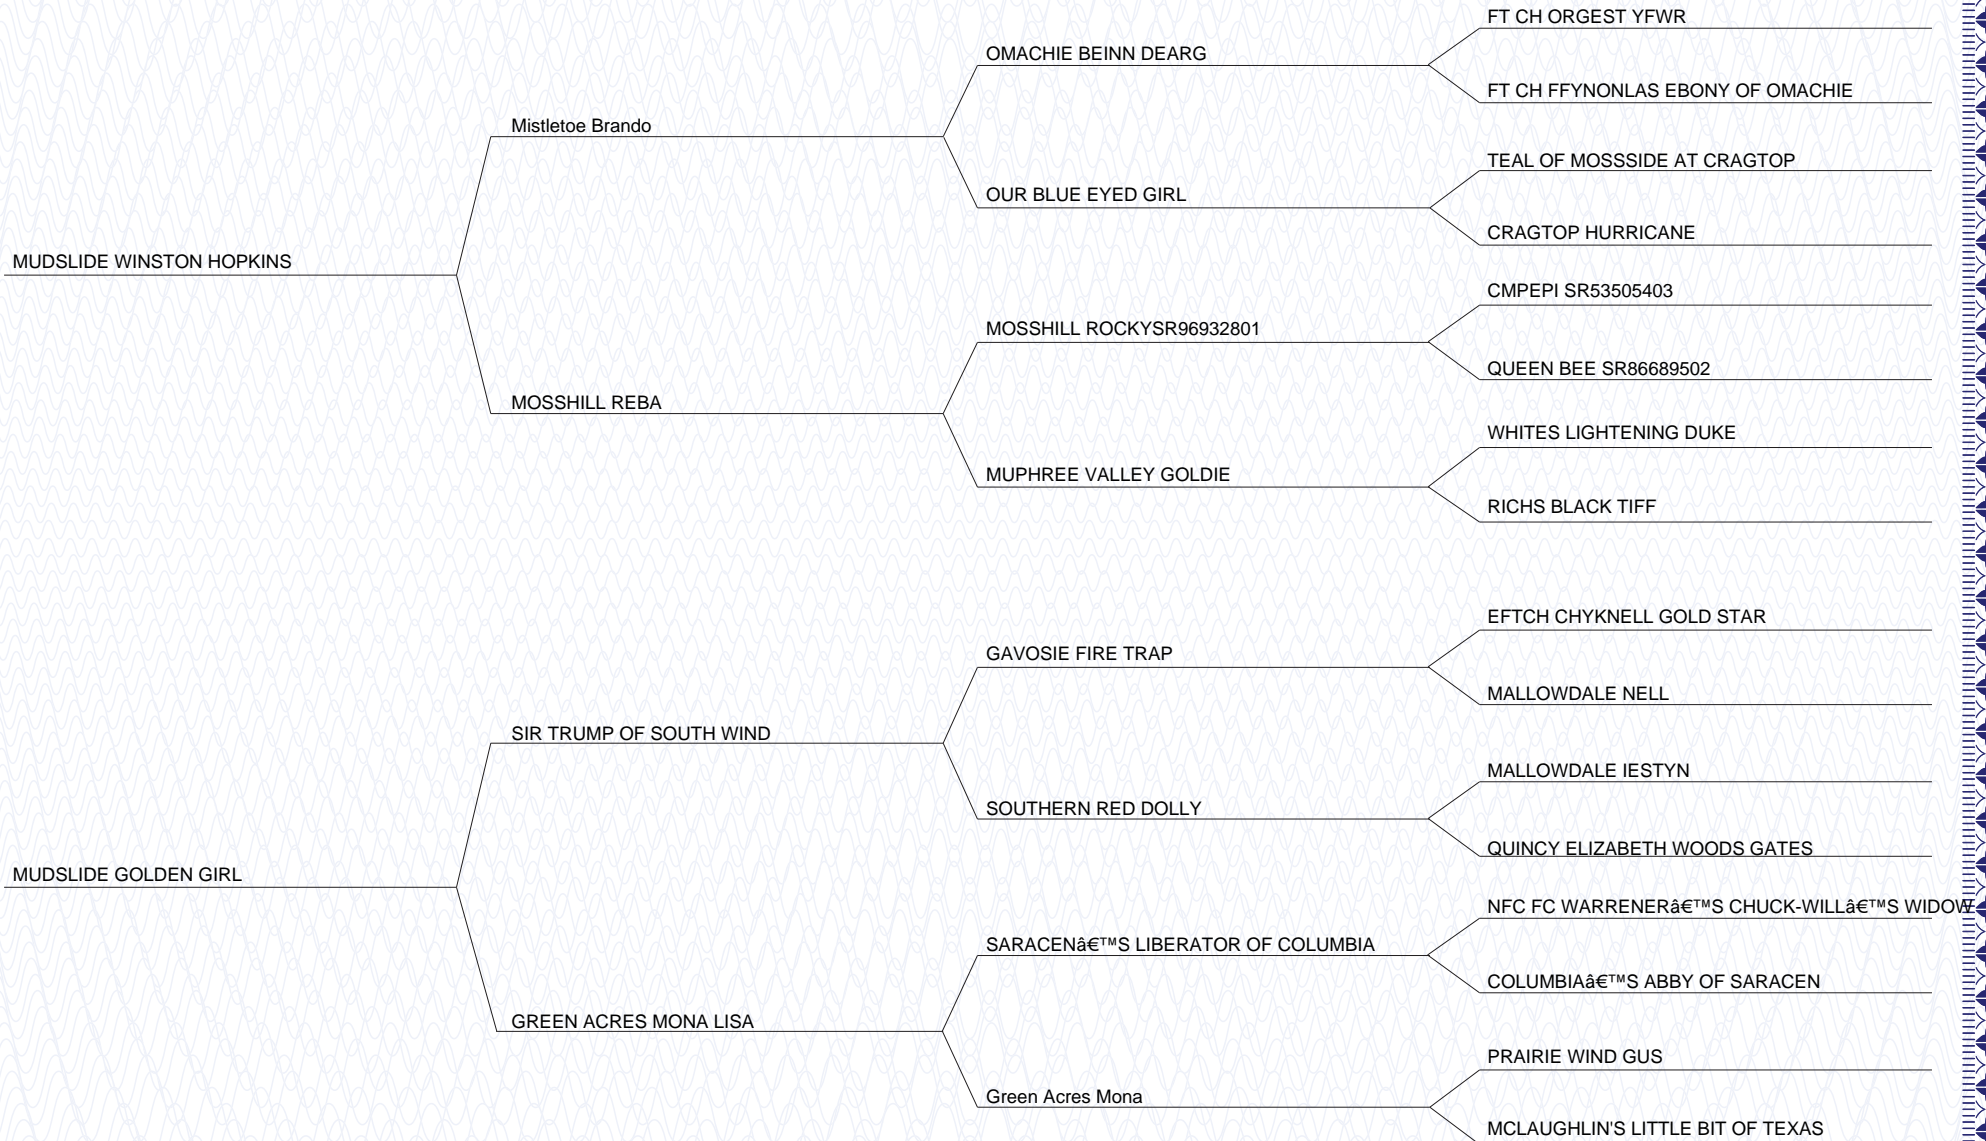 FT CH ORGEST YFWR
OMACHIE BEINN DEARG
FT CH FFYNONLAS EBONY OF OMACHIE
Mistletoe Brando
TEAL OF MOSSSIDE AT CRAGTOP
OUR BLUE EYED GIRL
CRAGTOP HURRICANE
MUDSLIDE WINSTON HOPKINS
CMPEPI SR53505403
MOSSHILL ROCKYSR96932801
QUEEN BEE SR86689502
MOSSHILL REBA
WHITES LIGHTENING DUKE
MUPHREE VALLEY GOLDIE
RICHS BLACK TIFF
EFTCH CHYKNELL GOLD STAR
GAVOSIE FIRE TRAP
MALLOWDALE NELL
SIR TRUMP OF SOUTH WIND
MALLOWDALE IESTYN
SOUTHERN RED DOLLY
QUINCY ELIZABETH WOODS GATES
MUDSLIDE GOLDEN GIRL
NFC FC WARRENERâ€™S CHUCK-WILLâ€™S WIDOW
SARACENâ€™S LIBERATOR OF COLUMBIA
COLUMBIAâ€™S ABBY OF SARACEN
GREEN ACRES MONA LISA
PRAIRIE WIND GUS
Green Acres Mona
MCLAUGHLIN'S LITTLE BIT OF TEXAS